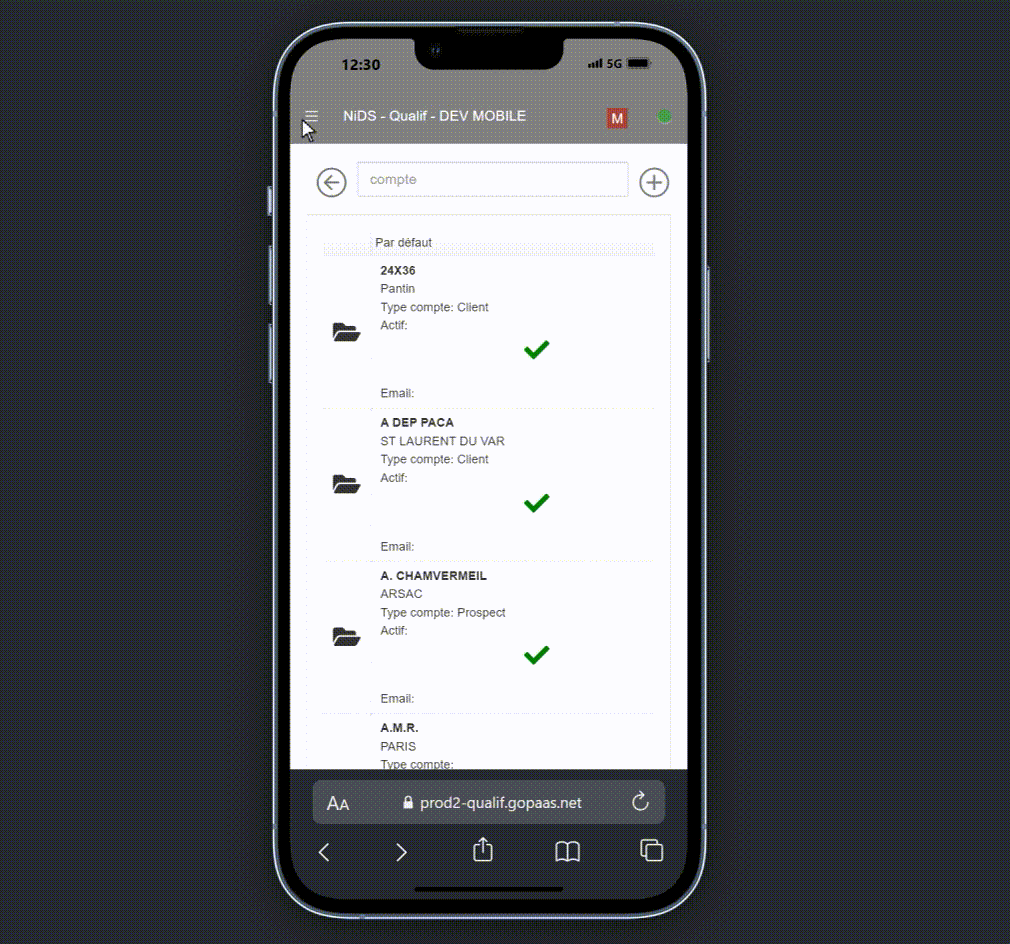 12:30
5G
NiDS - Qualif - DEV MOBILE
M
compte
Par défaut
24X36
Pantin
Type compte: Client
Actif:
Email:
A DEP PACA
ST LAURENT DU VAR
Type compte: Client
Actif:
Email:
A. CHAMVERMEIL
ARSAC
Type compte: Prospect
Actif:
Email:
A.M.R.
PARIS
Type compte:
AA
prod2-qualif.gopaas.net